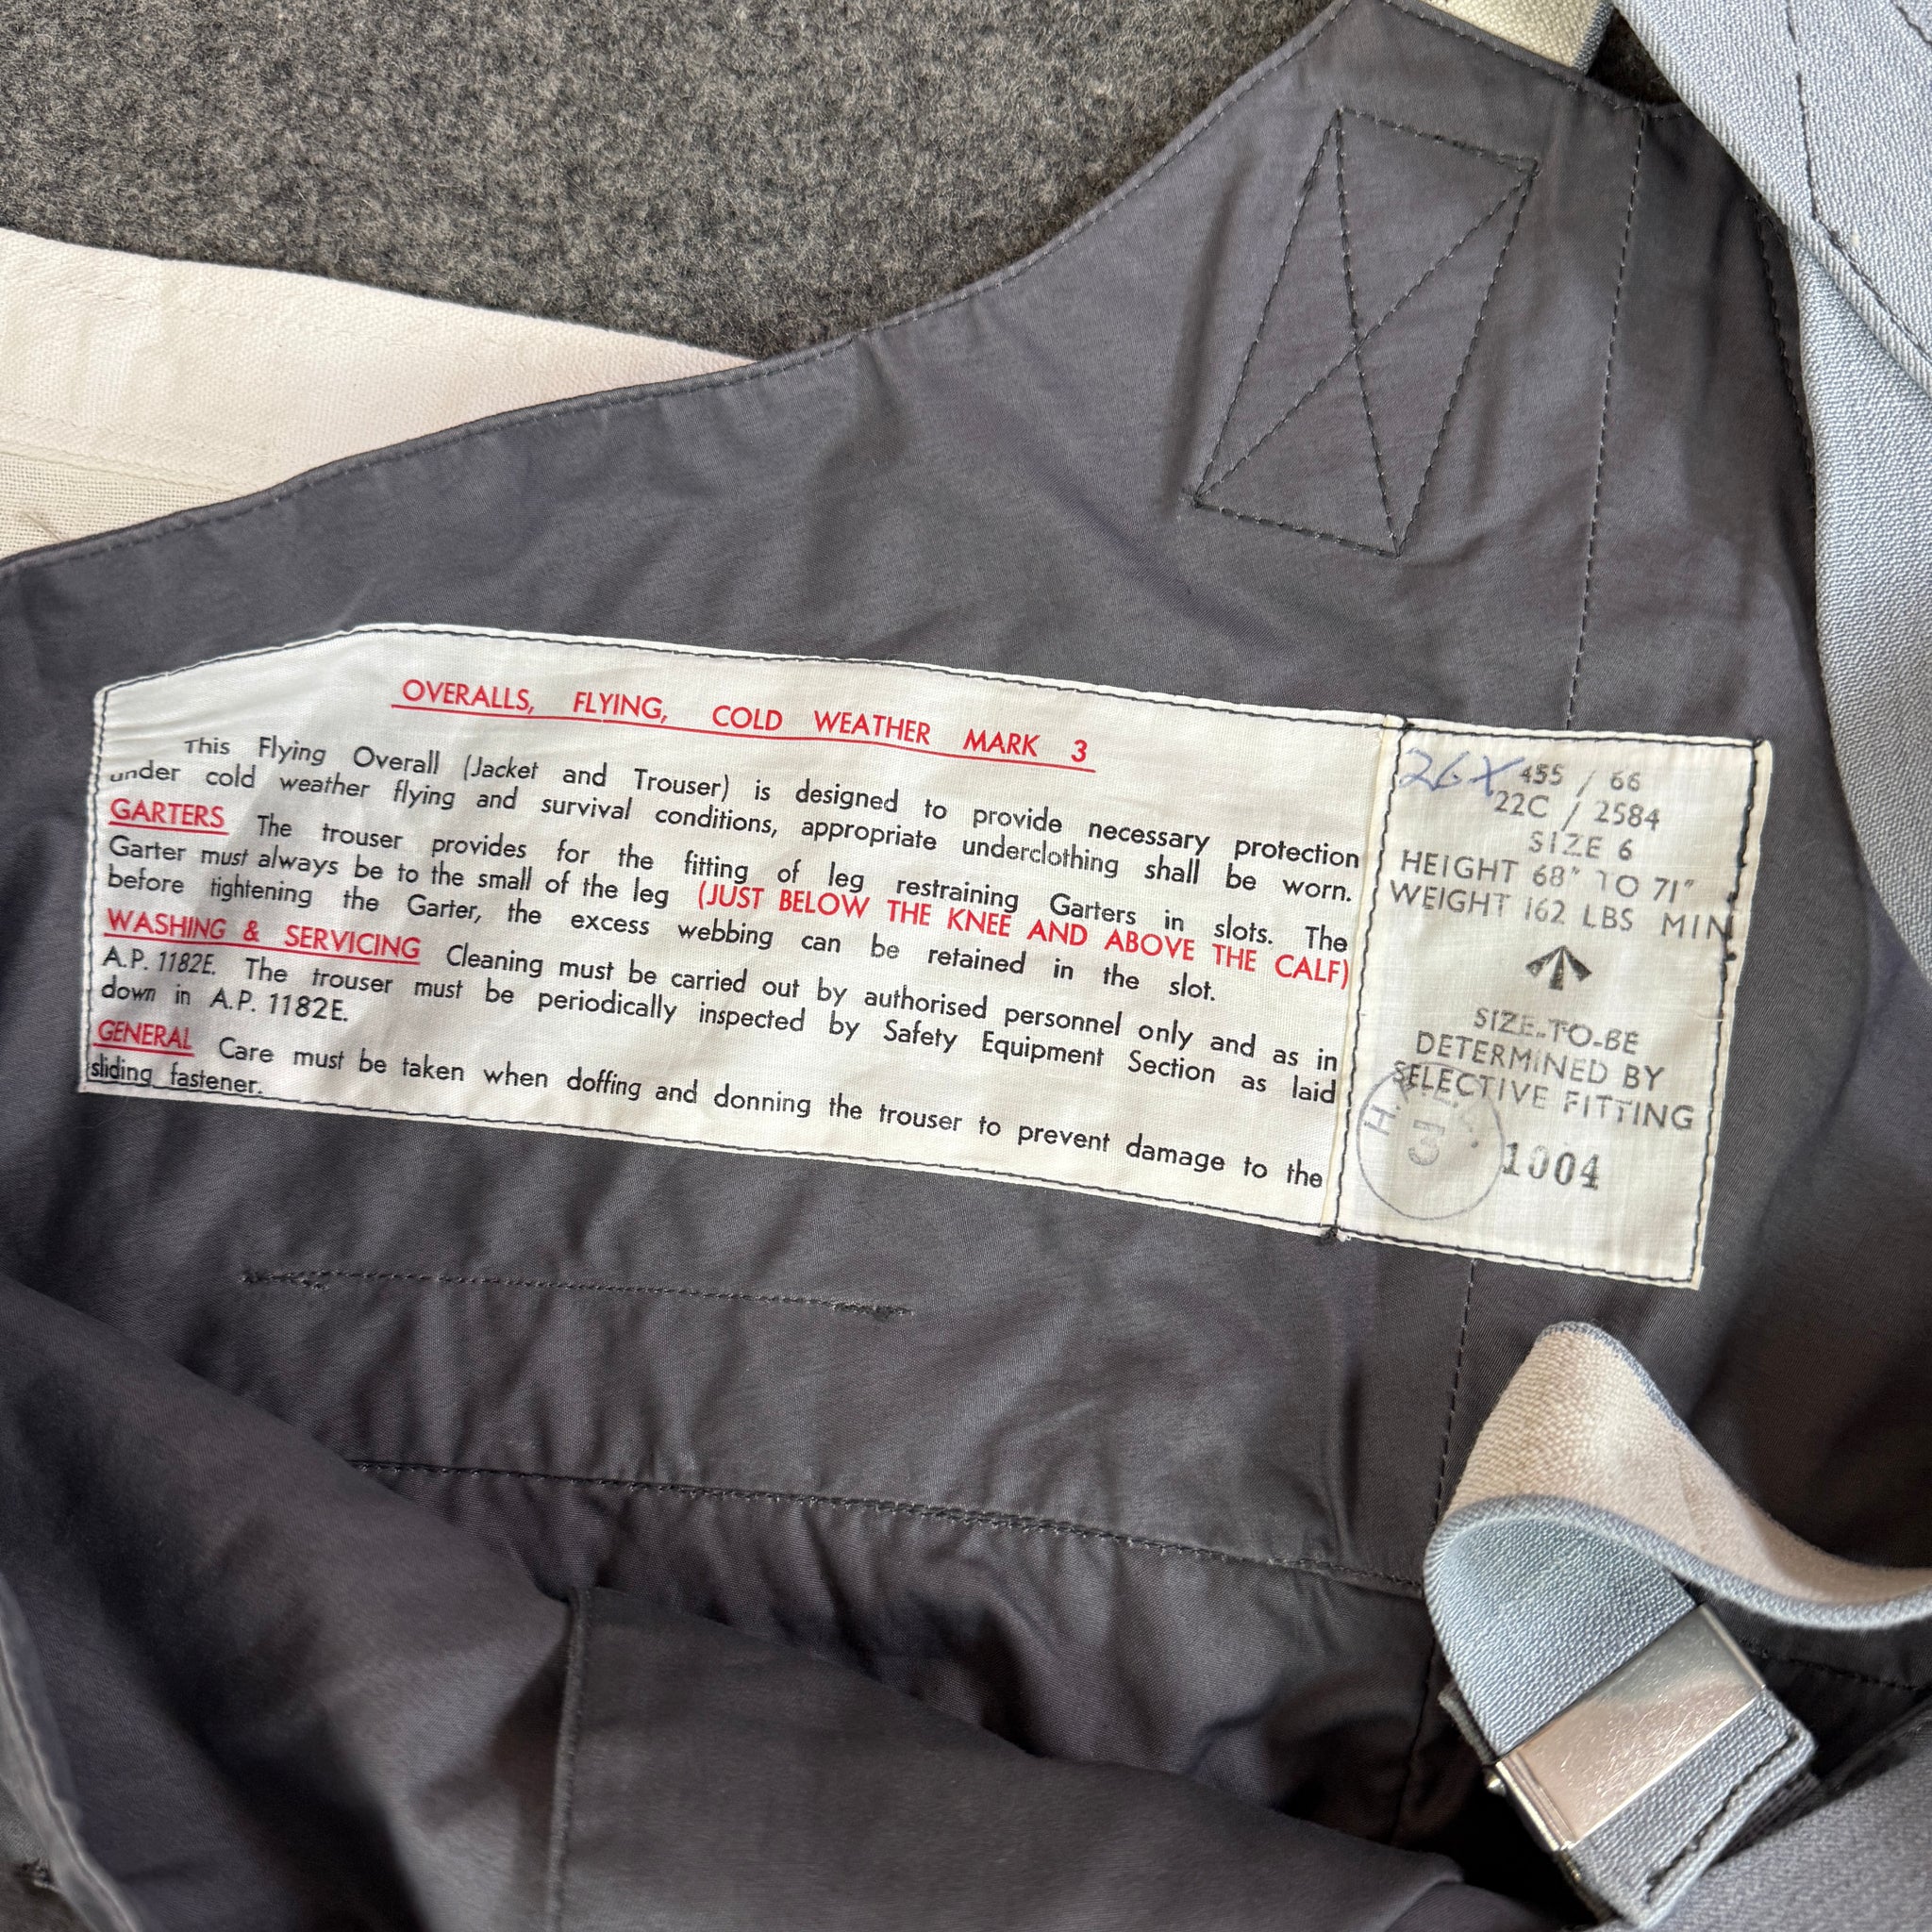 OVERALLS, FLYING, COLD WEATHER MARK 3
This Flying Overall (Jacket and Trouser) is designed to provide necessary protection
under cold weather flying and survival conditions, appropriate underclothing shall be worn.
GARTERS The trouser provides for the fitting of leg restraining Garters in slots. The
Garter must always be to the small of the leg (JUST BELOW THE KNEE AND ABOVE THE CALF)
before tightening the Garter, the excess webbing can be retained in the slot.
WASHING & SERVICING Cleaning must be carried out by authorised personnel only and as in
A.P. 1182E. The trouser must be periodically inspected by Safety Equipment Section as laid
down in A.P. 1182E.
GENERAL Care must be taken when doffing and donning the trouser to prevent damage to the
sliding fastener.
26X 455 / 66
22C / 2584
SIZE 6
HEIGHT 68" TO 71"
WEIGHT 162 LBS MIN
SIZE-TO-BE
DETERMINED BY
SELECTIVE FITTING
1004